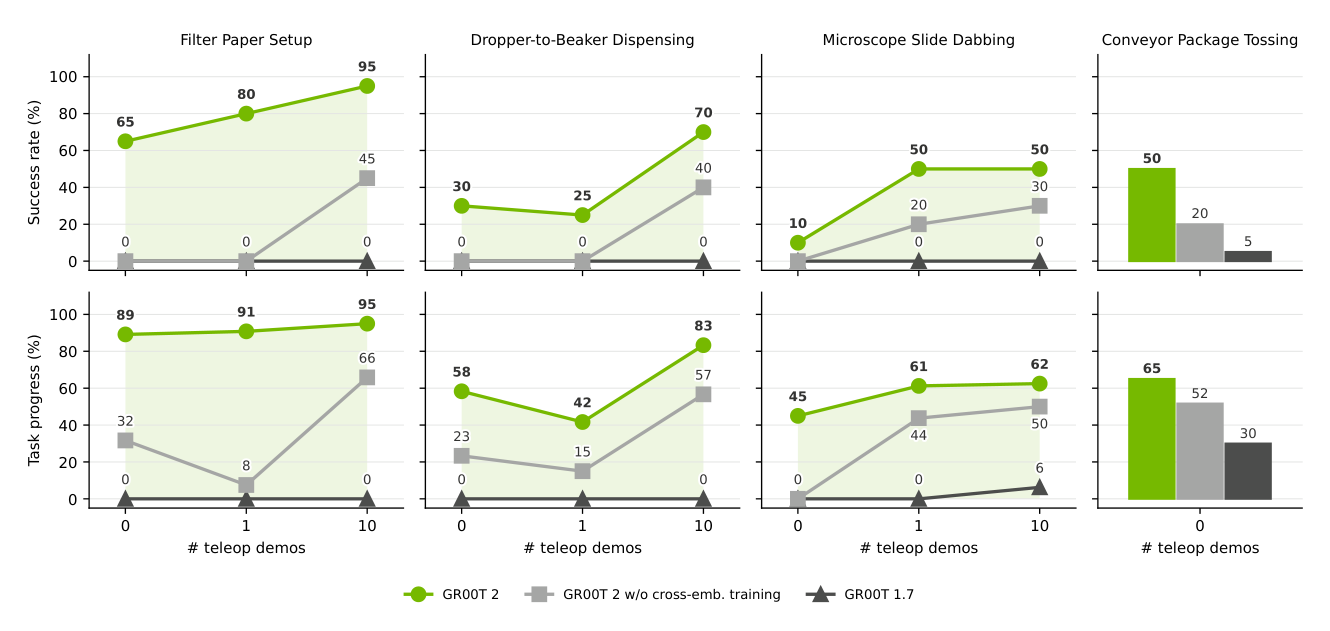 Filter Paper Setup Dropper-to-Beaker Dispensing Microscope Slide Dabbing Conveyor Package Tossing
Success rate (%)
100
80
60
40
20
0
65 80 95
45
0 0 0
30 25 70
40
0 0 0
10 50 50
20 30
0 0
50 20 5
Task progress (%)
100
80
60
40
20
0
89 91 95
32 8 66
0 0
58 42 83
23 15 57
0 0
45 61 62
0 44 50
0 6
65 52 30
0 1 10 0 1 10 0 1 10 0
# teleop demos # teleop demos # teleop demos # teleop demos
GR00T 2 GR00T 2 w/o cross-emb. training GR00T 1.7